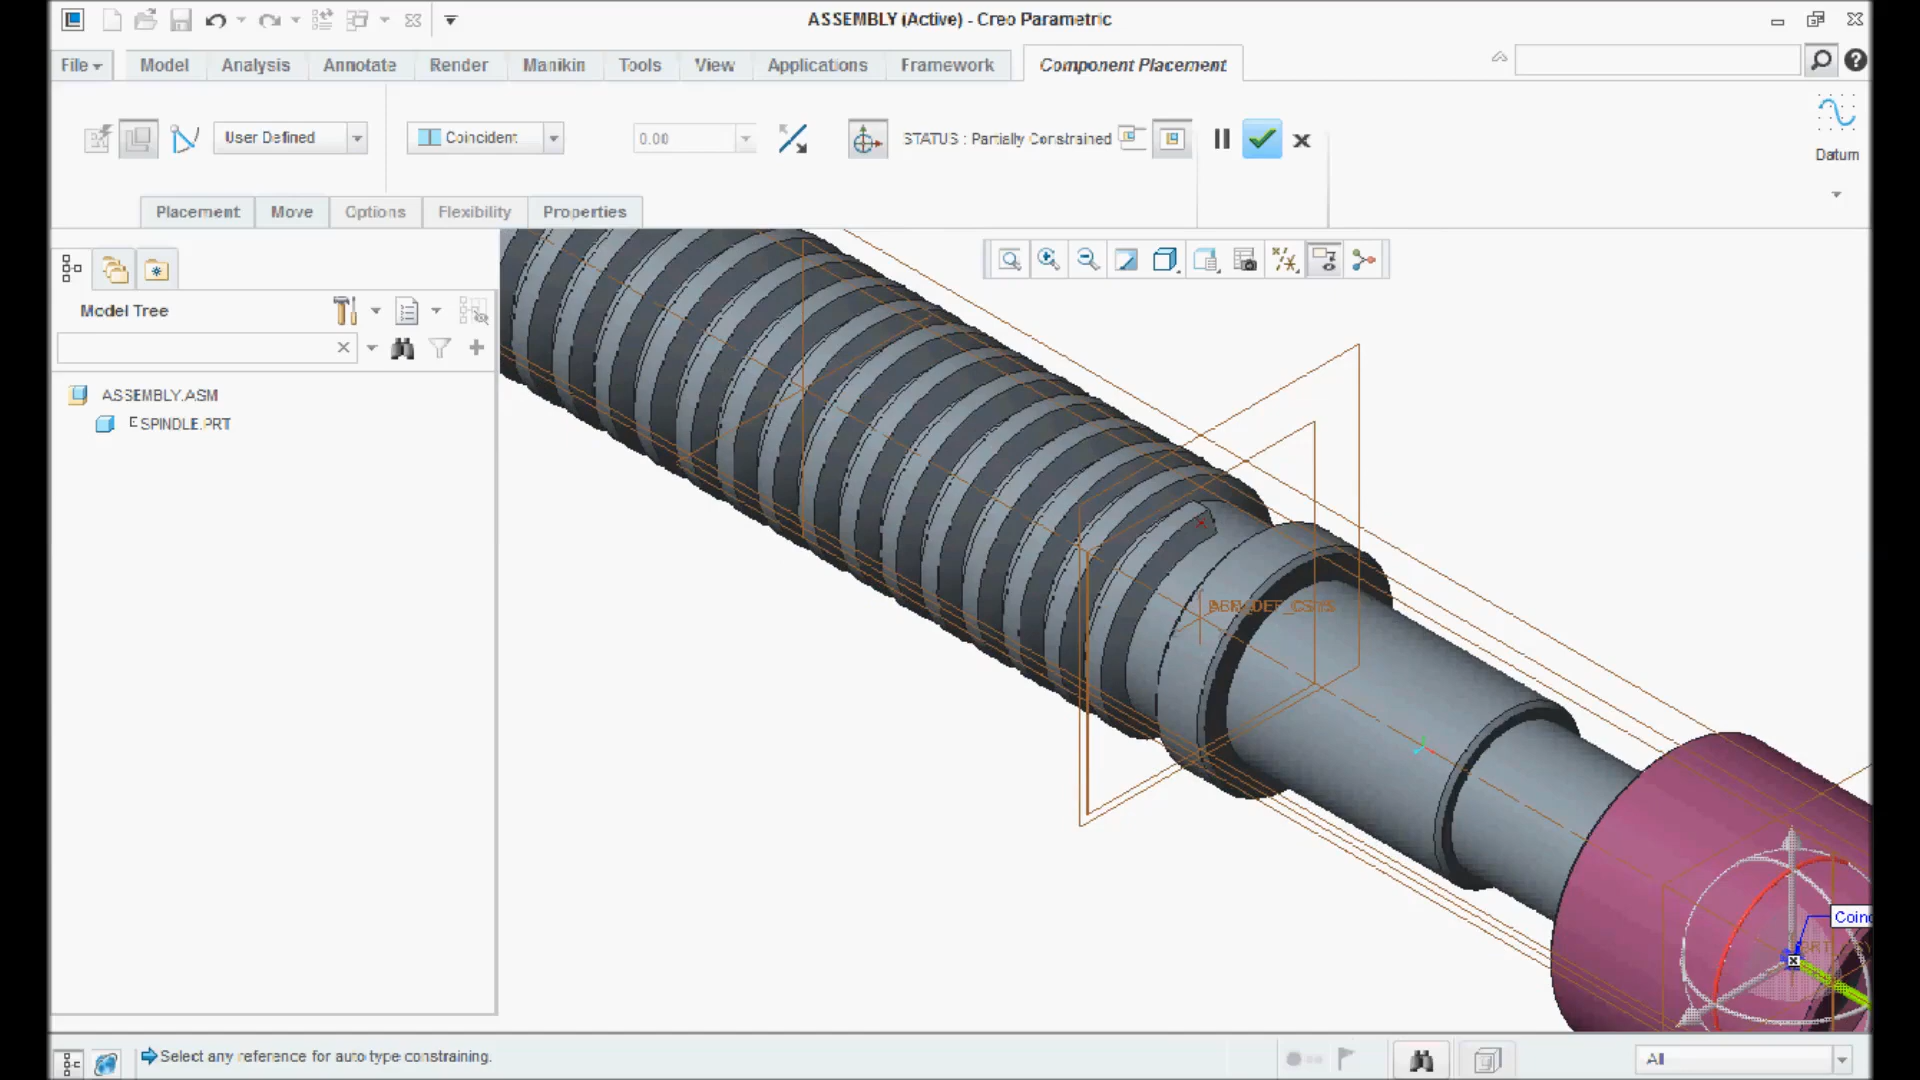 ASSEMBLY (Active) - Creo Parametric
File Model Analysis Annotate Render Manikin Tools View Applications Framework Component Placement
User Defined Coincident 0.00 STATUS : Partially Constrained
Datum
Placement Move Options Flexibility Properties
Model Tree
ASSEMBLY.ASM
SPINDLE.PRT
Coin
Select any reference for auto type constraining.
All